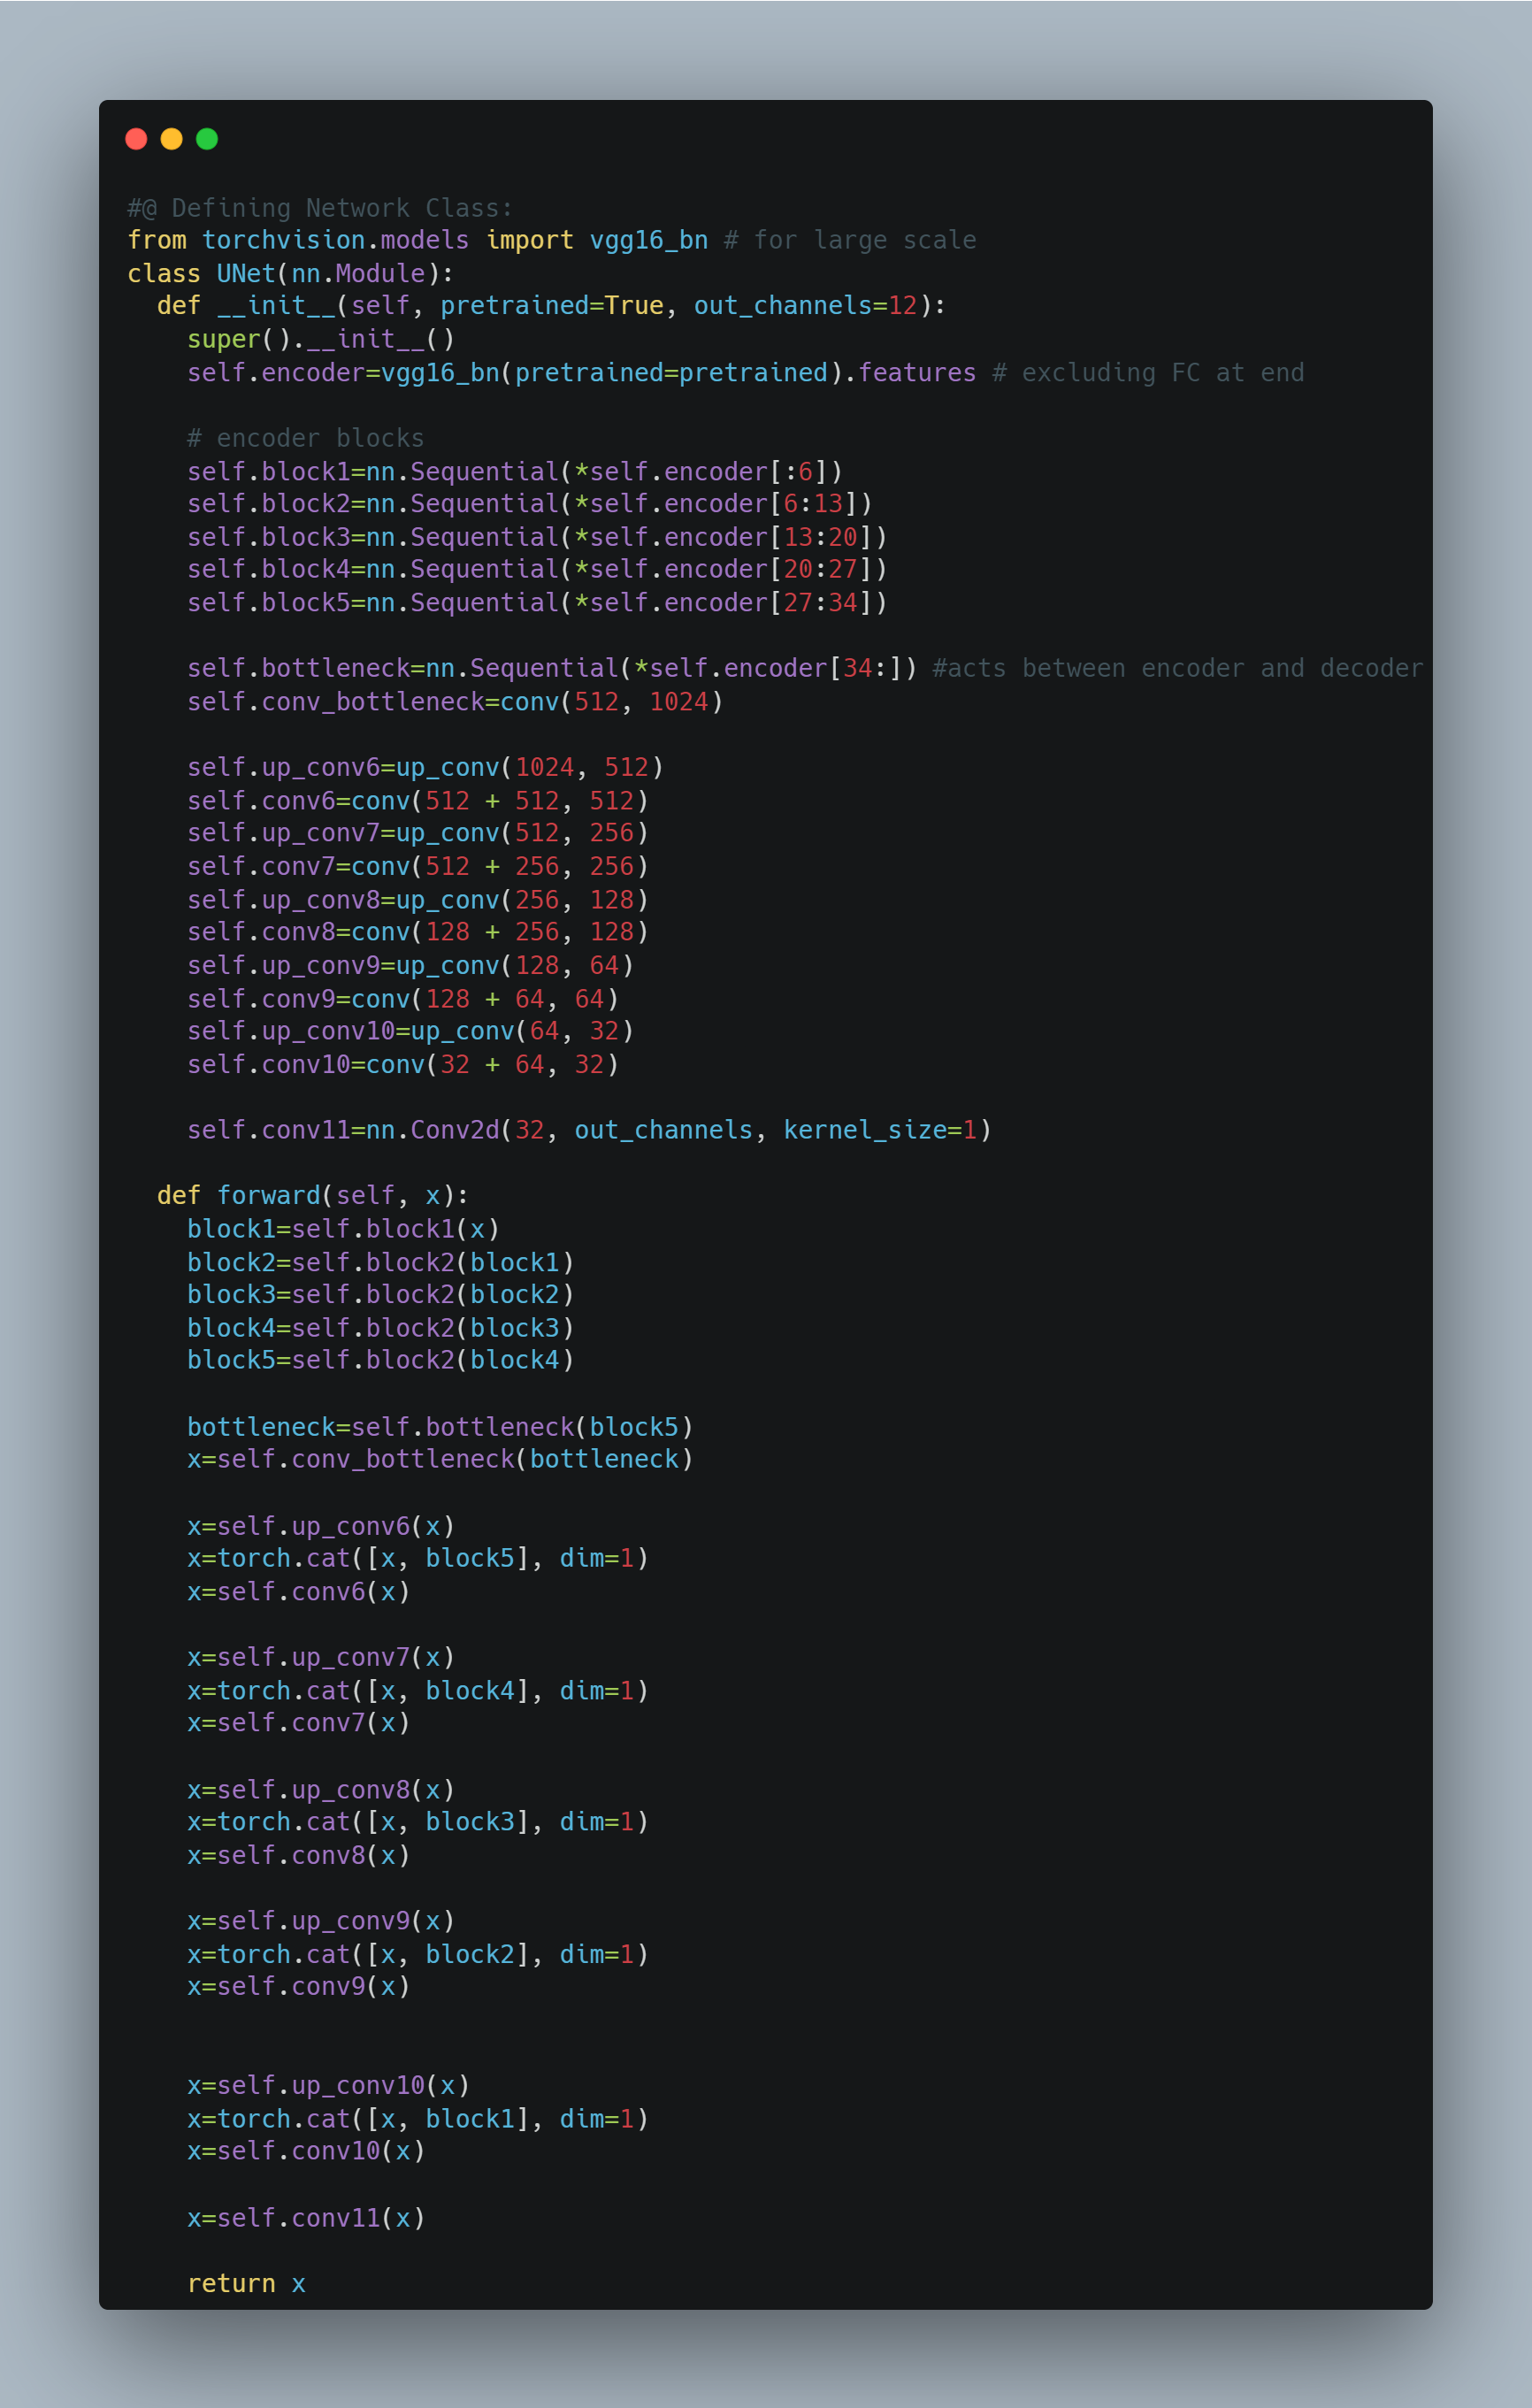 #@ Defining Network Class:
from torchvision.models import vgg16_bn # for large scale
class UNet(nn.Module):
  def __init__(self, pretrained=True, out_channels=12):
    super().__init__()
    self.encoder=vgg16_bn(pretrained=pretrained).features # excluding FC at end

    # encoder blocks
    self.block1=nn.Sequential(*self.encoder[:6])
    self.block2=nn.Sequential(*self.encoder[6:13])
    self.block3=nn.Sequential(*self.encoder[13:20])
    self.block4=nn.Sequential(*self.encoder[20:27])
    self.block5=nn.Sequential(*self.encoder[27:34])

    self.bottleneck=nn.Sequential(*self.encoder[34:]) #acts between encoder and decoder
    self.conv_bottleneck=conv(512, 1024)

    self.up_conv6=up_conv(1024, 512)
    self.conv6=conv(512 + 512, 512)
    self.up_conv7=up_conv(512, 256)
    self.conv7=conv(512 + 256, 256)
    self.up_conv8=up_conv(256, 128)
    self.conv8=conv(128 + 256, 128)
    self.up_conv9=up_conv(128, 64)
    self.conv9=conv(128 + 64, 64)
    self.up_conv10=up_conv(64, 32)
    self.conv10=conv(32 + 64, 32)

    self.conv11=nn.Conv2d(32, out_channels, kernel_size=1)

  def forward(self, x):
    block1=self.block1(x)
    block2=self.block2(block1)
    block3=self.block2(block2)
    block4=self.block2(block3)
    block5=self.block2(block4)

    bottleneck=self.bottleneck(block5)
    x=self.conv_bottleneck(bottleneck)

    x=self.up_conv6(x)
    x=torch.cat([x, block5], dim=1)
    x=self.conv6(x)

    x=self.up_conv7(x)
    x=torch.cat([x, block4], dim=1)
    x=self.conv7(x)

    x=self.up_conv8(x)
    x=torch.cat([x, block3], dim=1)
    x=self.conv8(x)

    x=self.up_conv9(x)
    x=torch.cat([x, block2], dim=1)
    x=self.conv9(x)


    x=self.up_conv10(x)
    x=torch.cat([x, block1], dim=1)
    x=self.conv10(x)

    x=self.conv11(x)

    return x